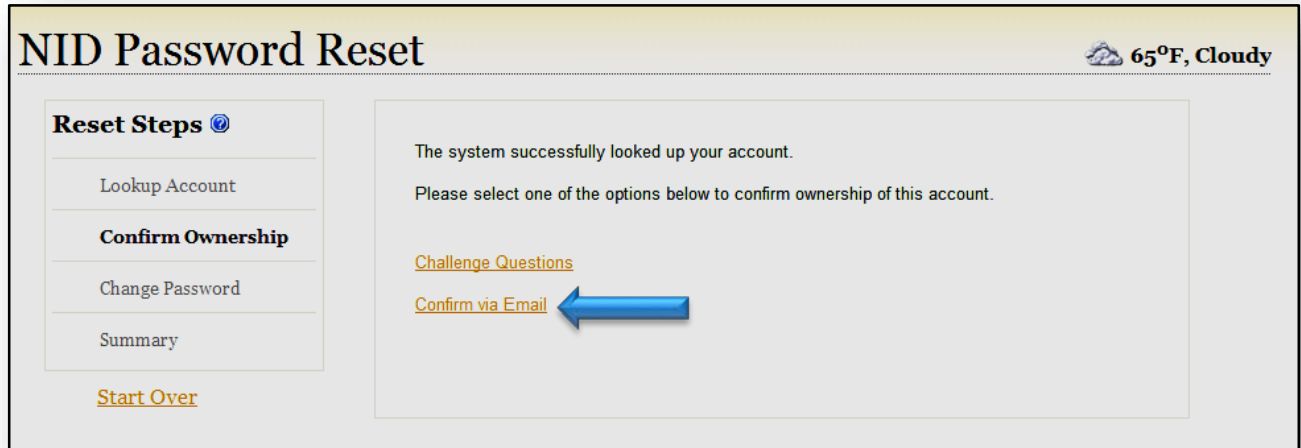 NID Password Reset
65°F, Cloudy
Reset Steps
Lookup Account
Confirm Ownership
Change Password
Summary
Start Over
The system successfully looked up your account.
Please select one of the options below to confirm ownership of this account.
Challenge Questions
Confirm via Email